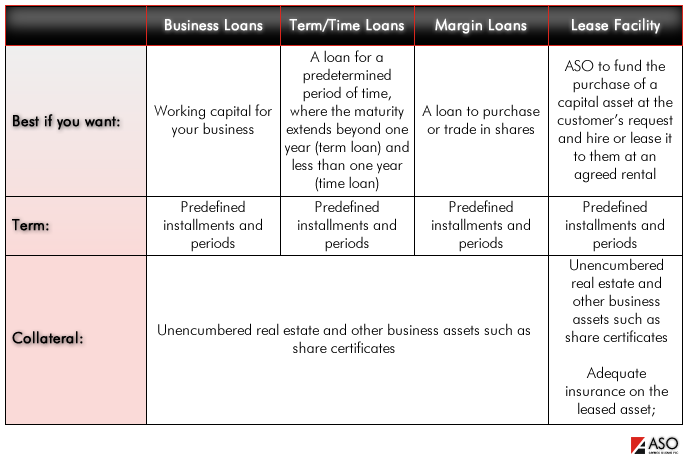 Business Loans
Term/Time Loans
Margin Loans
Lease Facility
Best if you want:
Working capital for
your business
A loan for a
predetermined
period of time,
where the maturity
extends beyond one
year (term loan) and
less than one year
(time loan)
A loan to purchase
or trade in shares
ASO to fund the
purchase of a
capital asset at the
customer's request
and hire or lease it
to them at an
agreed rental
Term:
Predefined
installments and
periods
Predefined
installments and
periods
Predefined
installments and
periods
Predefined
installments and
periods
Collateral:
Unencumbered real estate and other business assets such as
share certificates
Unencumbered
real estate and
other business
assets such as
share certificates
Adequate
insurance on the
leased asset;
ASO